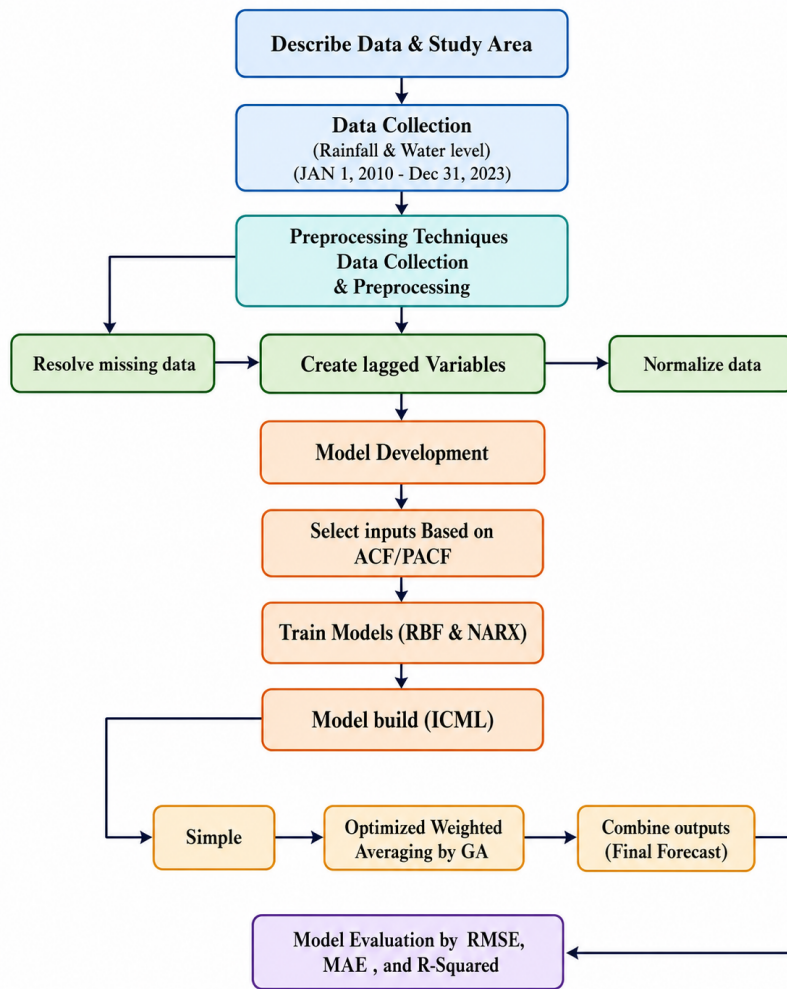 Describe Data & Study Area
Data Collection
(Rainfall & Water level)
(JAN 1, 2010 - Dec 31, 2023)
Preprocessing Techniques
Data Collection
& Preprocessing
Resolve missing data
Create lagged Variables
Normalize data
Model Development
Select inputs Based on
ACF/PACF
Train Models (RBF & NARX)
Model build (ICML)
Simple
Optimized Weighted
Averaging by GA
Combine outputs
(Final Forecast)
Model Evaluation by RMSE,
MAE , and R-Squared